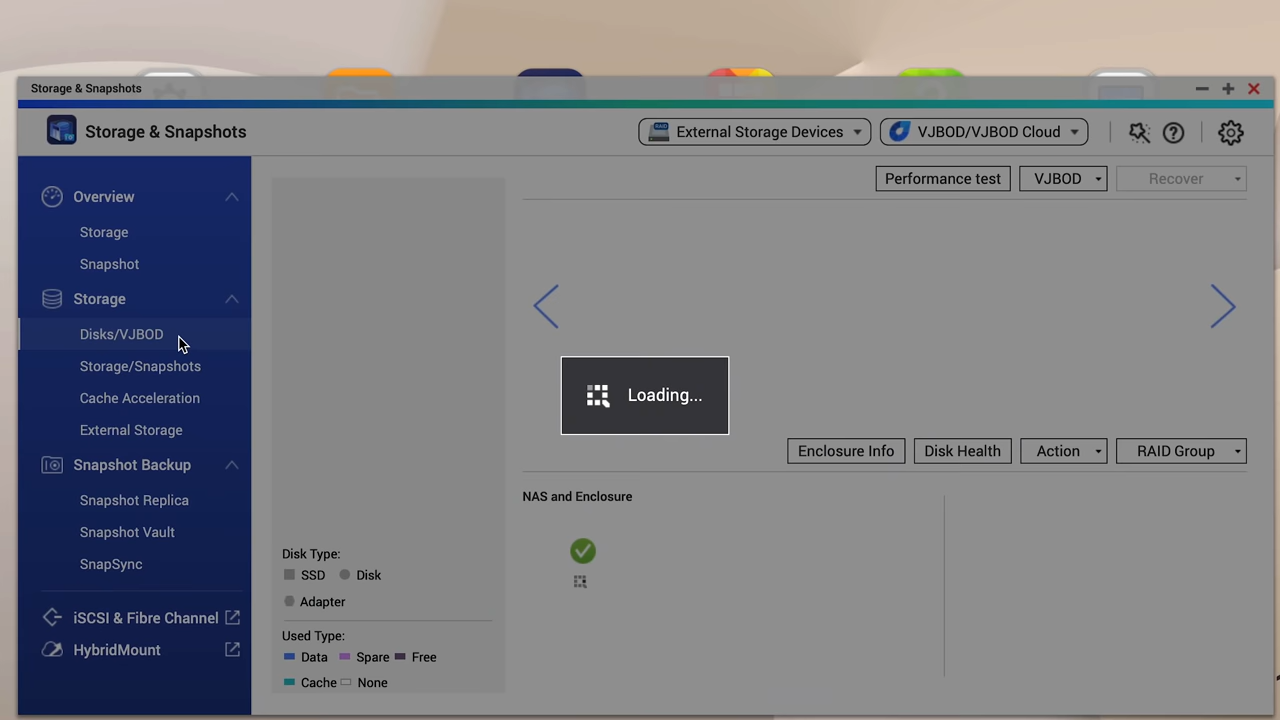 Storage & Snapshots
Storage & Snapshots
External Storage Devices
VJBOD/VJBOD Cloud
Overview
Storage
Snapshot
Storage
Disks/VJBOD
Storage/Snapshots
Cache Acceleration
External Storage
Snapshot Backup
Snapshot Replica
Snapshot Vault
SnapSync
iSCSI & Fibre Channel
HybridMount
Disk Type:
SSD Disk
Adapter
Used Type:
Data Spare Free
Cache None
Performance test VJBOD Recover
Loading...
Enclosure Info Disk Health Action RAID Group
NAS and Enclosure